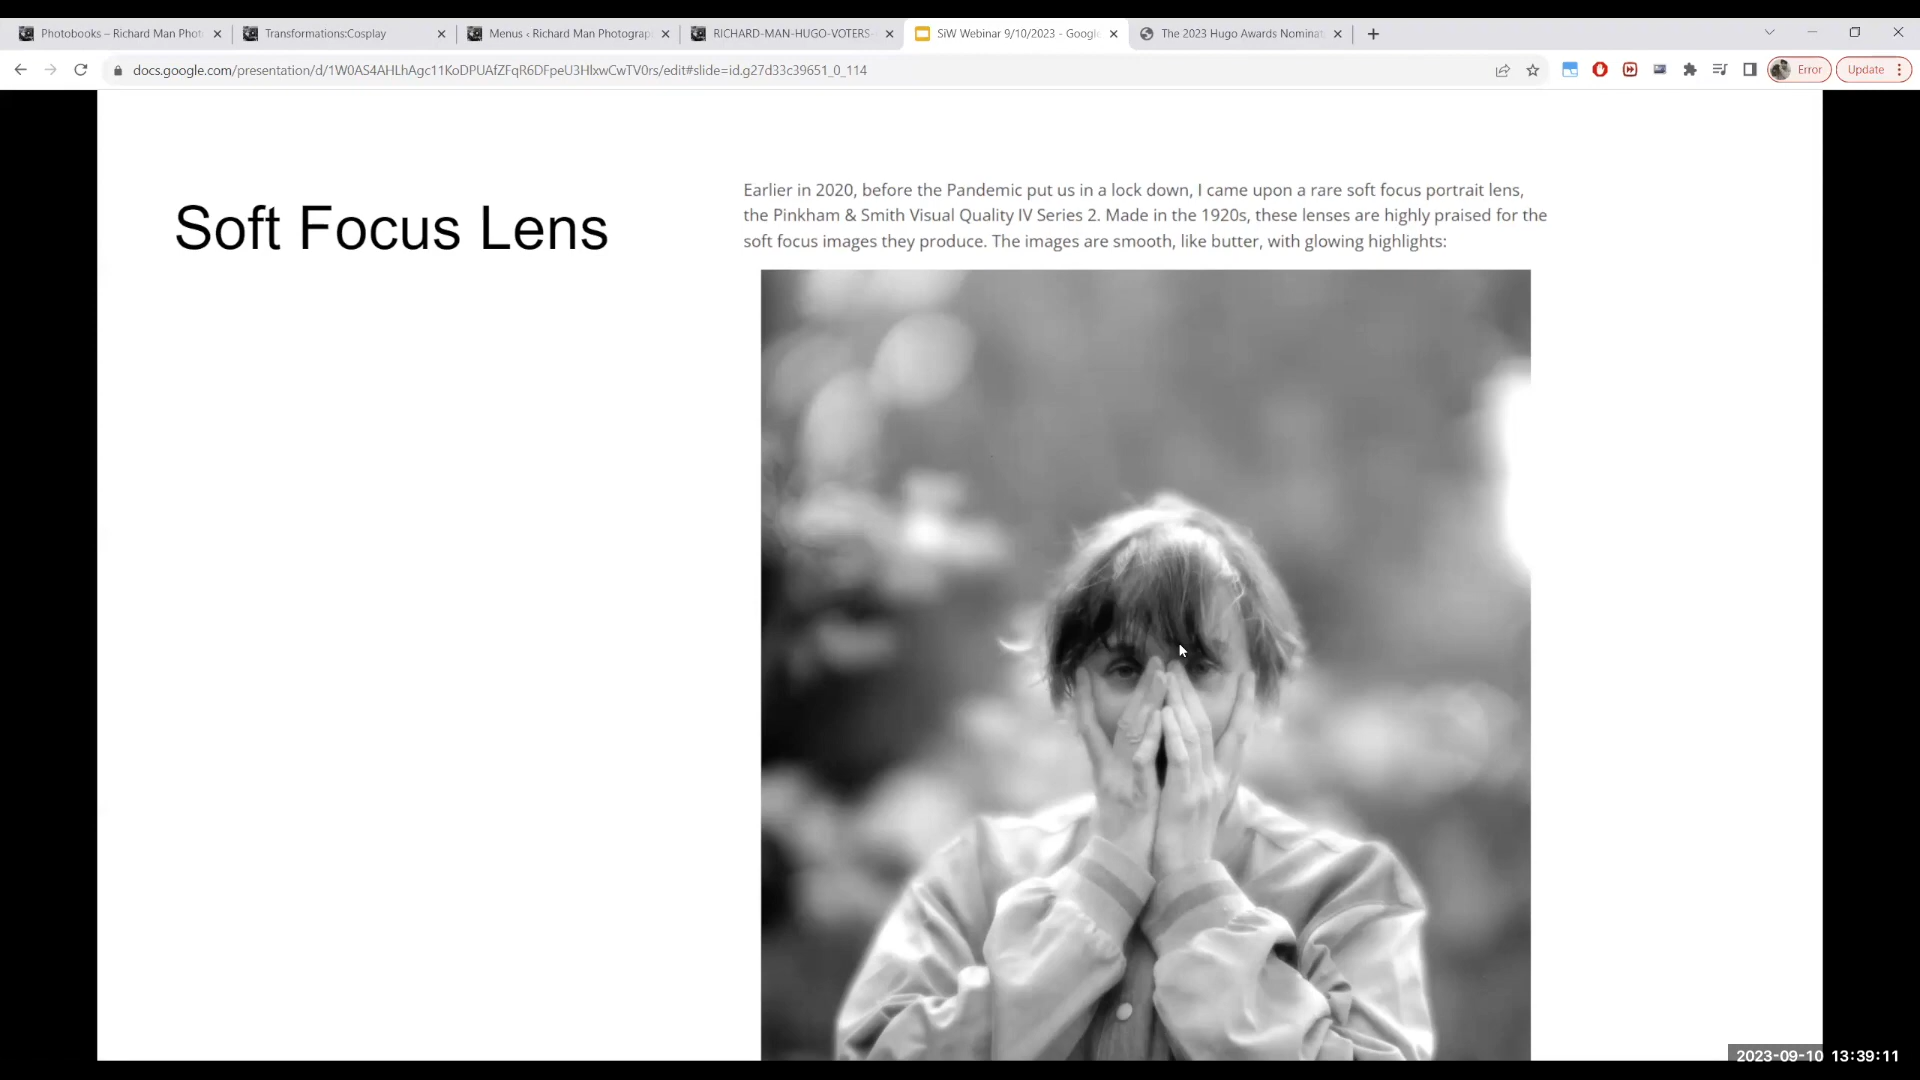 Photobooks – Richard Man Phot
Transformations:Cosplay
Menus ‹ Richard Man Photograp
RICHARD-MAN-HUGO-VOTERS-
SiW Webinar 9/10/2023 - Google
The 2023 Hugo Awards Nominat
docs.google.com/presentation/d/1W0AS4AHLhAgc11KoDPUAfZFqR6DFpeU3HlxwCwTV0rs/edit#slide=id.g27d33c39651_0_114
Error
Update
Soft Focus Lens
Earlier in 2020, before the Pandemic put us in a lock down, I came upon a rare soft focus portrait lens,
the Pinkham & Smith Visual Quality IV Series 2. Made in the 1920s, these lenses are highly praised for the
soft focus images they produce. The images are smooth, like butter, with glowing highlights:
2023-09-10 13:39:11